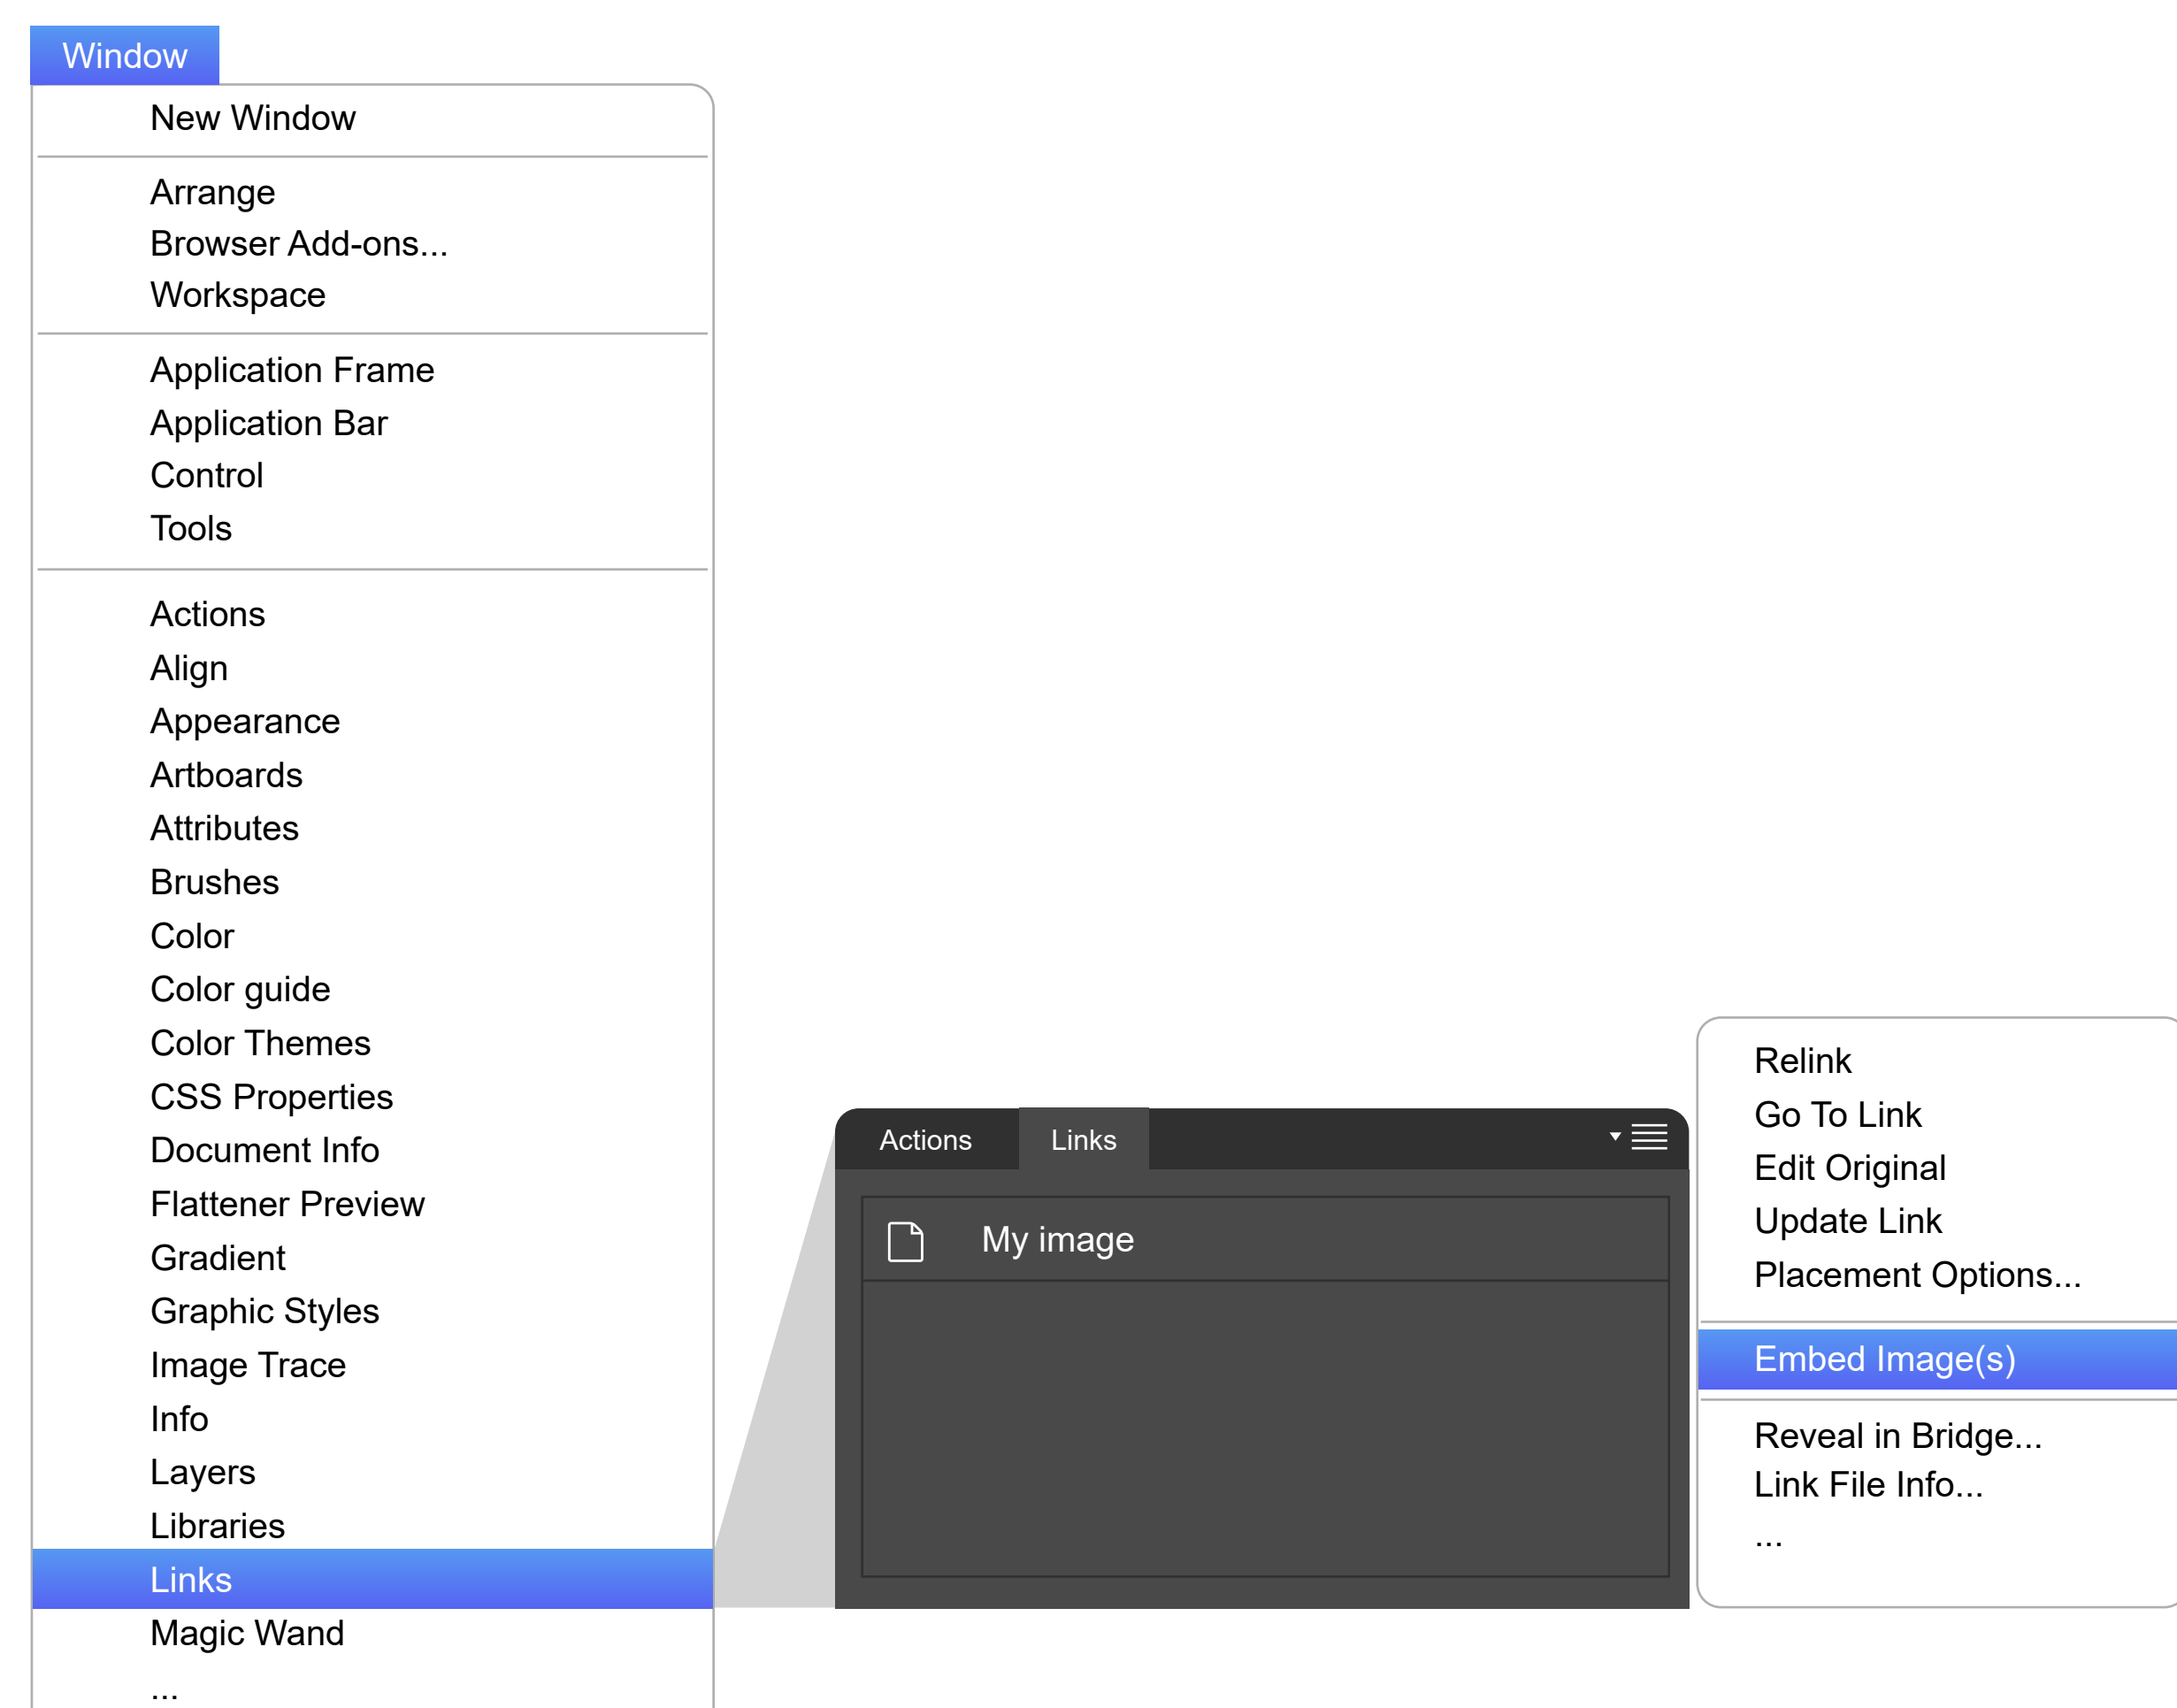 Window
New Window
Arrange
Browser Add-ons...
Workspace
Application Frame
Application Bar
Control
Tools
Actions
Align
Appearance
Artboards
Attributes
Brushes
Color
Color guide
Color Themes
CSS Properties
Document Info
Flattener Preview
Gradient
Graphic Styles
Image Trace
Info
Layers
Libraries
Links
Magic Wand
...
Actions
Links
My image
Relink
Go To Link
Edit Original
Update Link
Placement Options...
Embed Image(s)
Reveal in Bridge...
Link File Info...
...